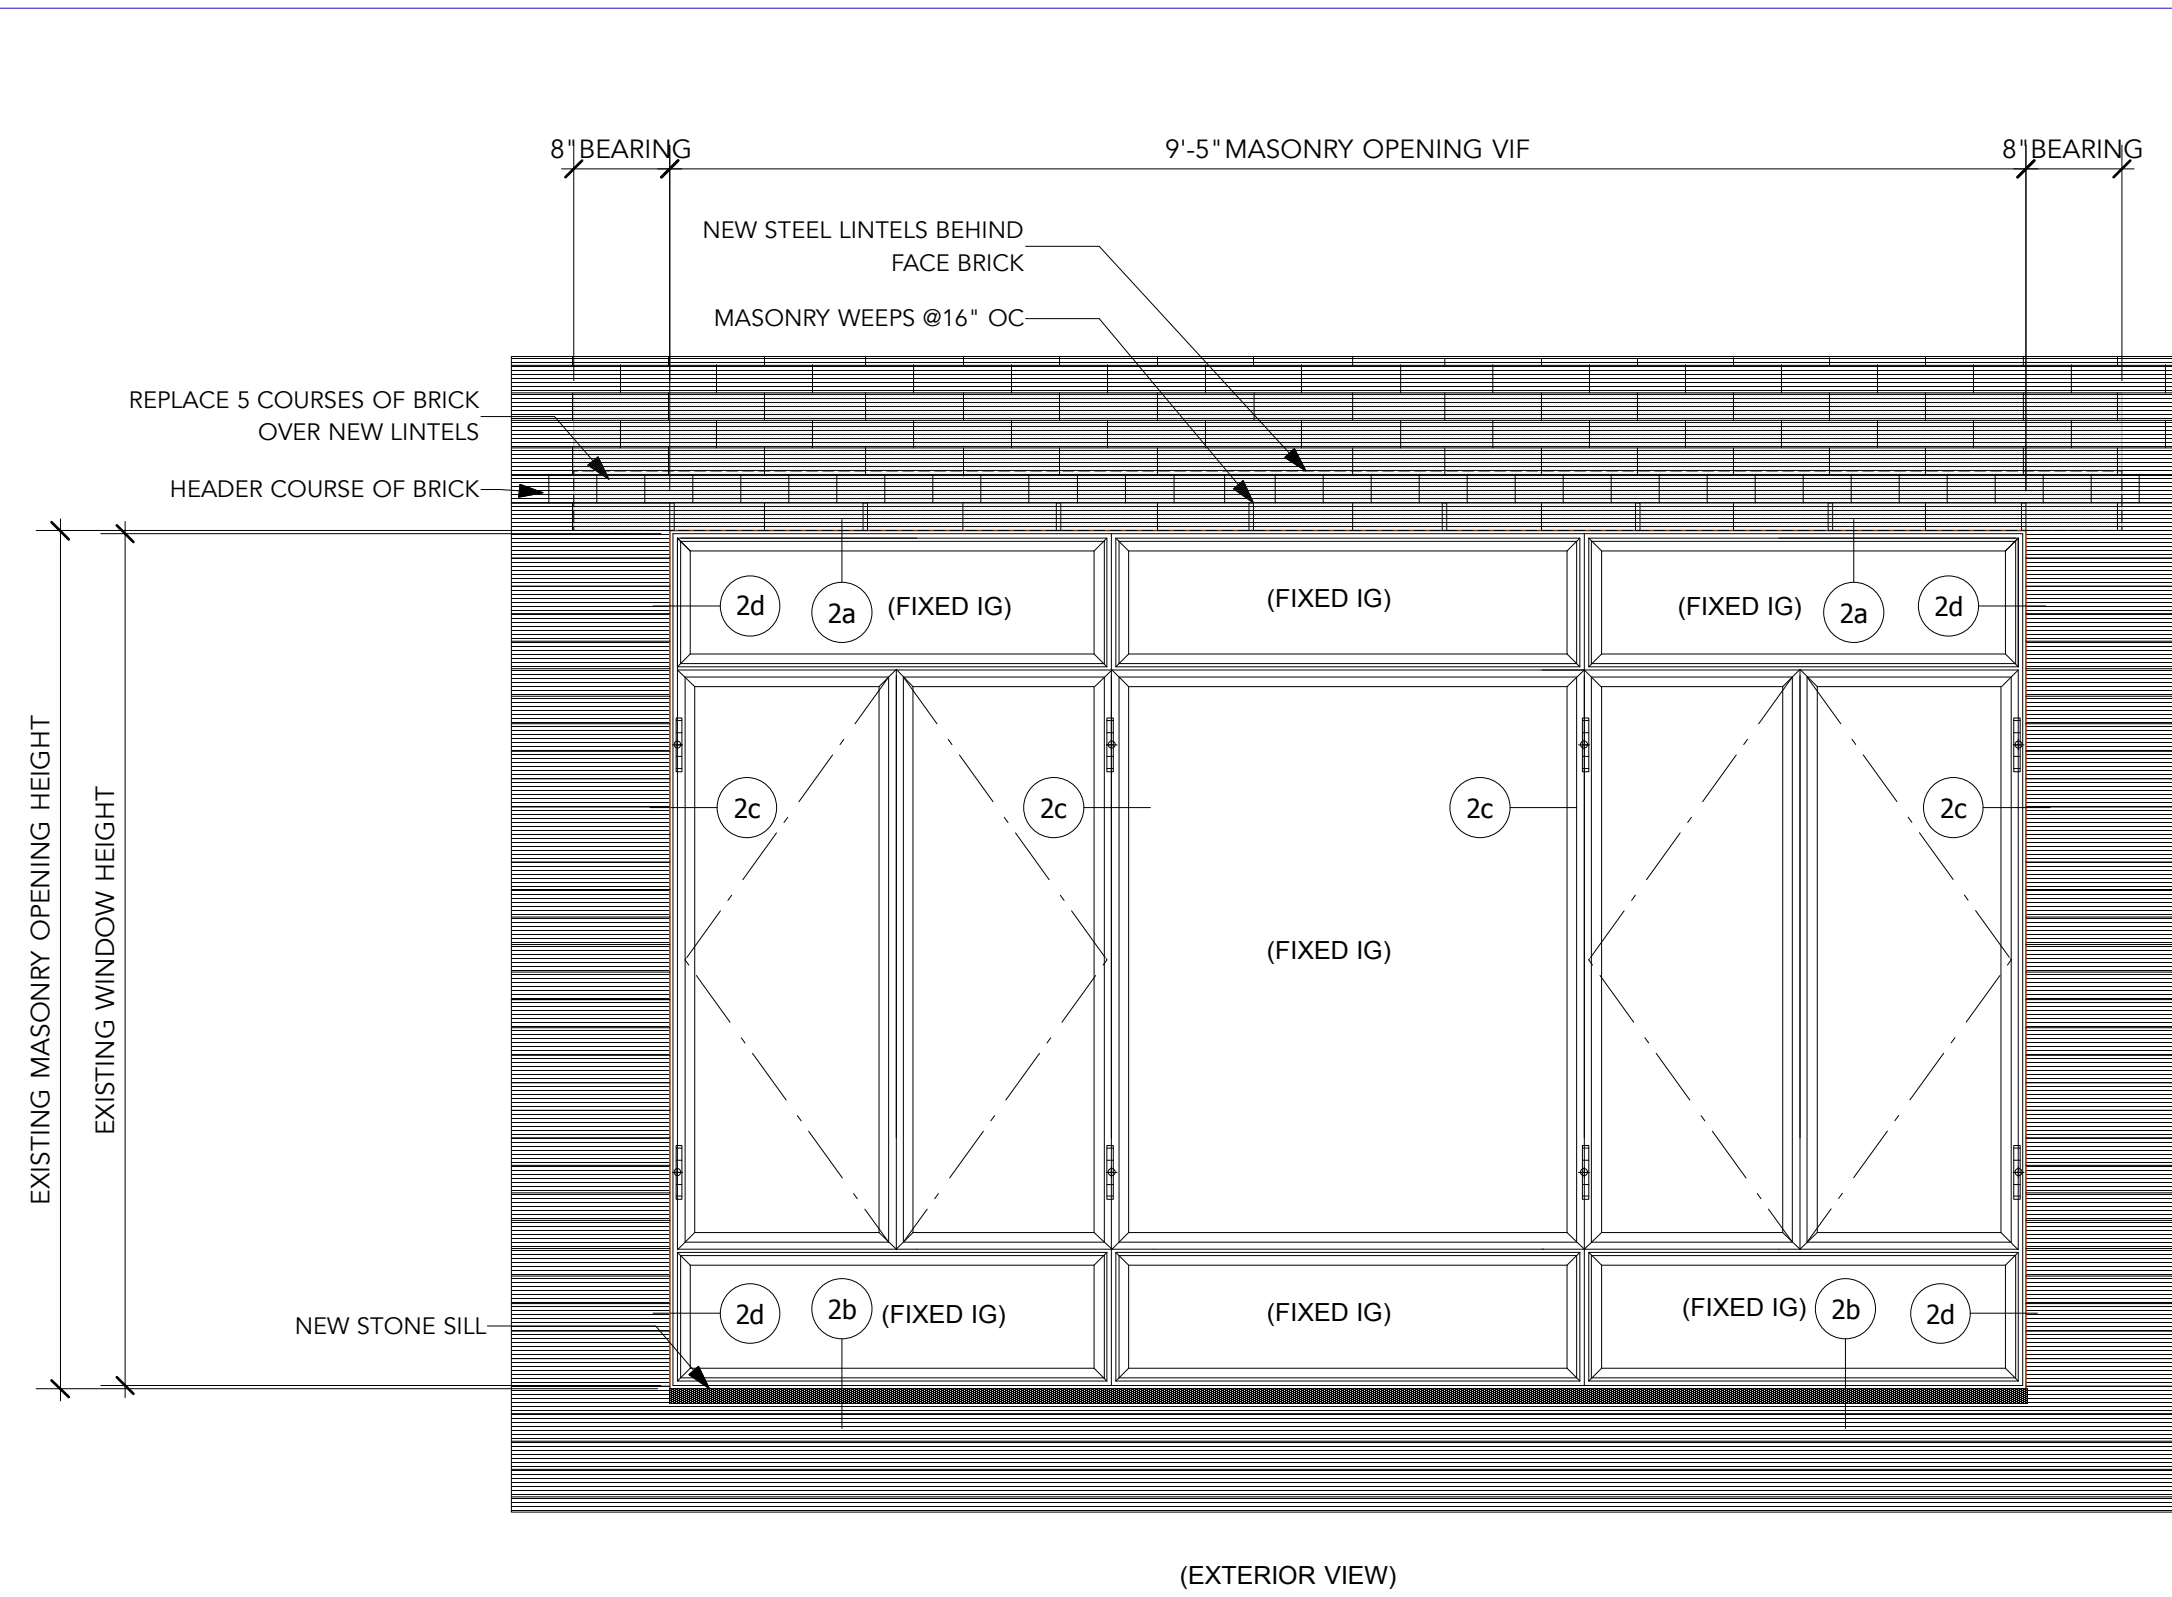 8"BEARING
9'-5"MASONRY OPENING VIF
8"BEARING
NEW STEEL LINTELS BEHIND
FACE BRICK
MASONRY WEEPS @16" OC
REPLACE 5 COURSES OF BRICK
OVER NEW LINTELS
HEADER COURSE OF BRICK
EXISTING MASONRY OPENING HEIGHT
EXISTING WINDOW HEIGHT
2d
2a
(FIXED IG)
(FIXED IG)
(FIXED IG)
2a
2d
2c
2c
2c
2c
(FIXED IG)
2d
2b
(FIXED IG)
(FIXED IG)
(FIXED IG)
2b
2d
NEW STONE SILL
(EXTERIOR VIEW)